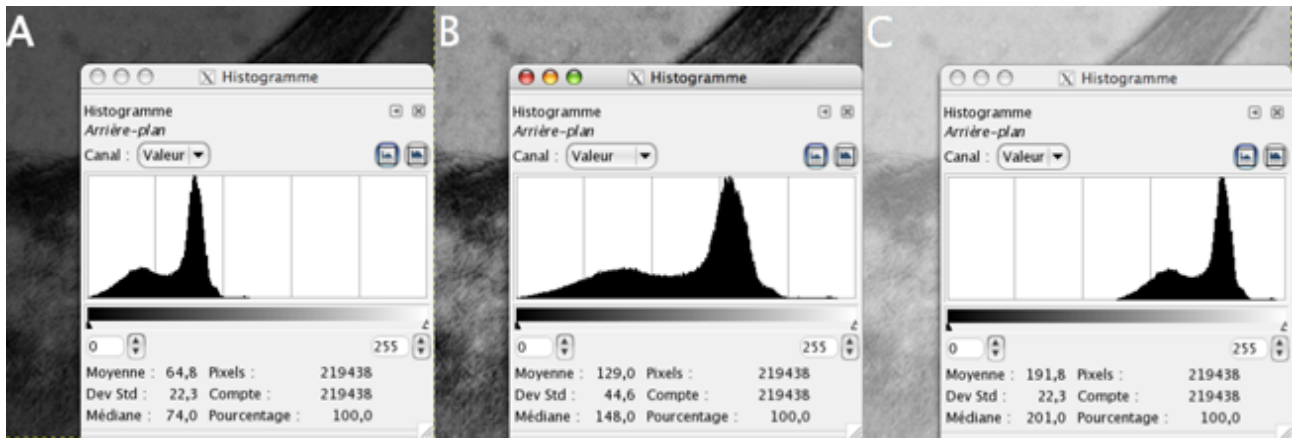 A
Histogramme
Histogramme
Arrière-plan
Canal : Valeur
0 255
Moyenne : 64,8 Pixels : 219438
Dev Std : 22,3 Compte : 219438
Médiane : 74,0 Pourcentage : 100,0
B
Histogramme
Histogramme
Arrière-plan
Canal : Valeur
0 255
Moyenne : 129,0 Pixels : 219438
Dev Std : 44,6 Compte : 219438
Médiane : 148,0 Pourcentage : 100,0
C
Histogramme
Histogramme
Arrière-plan
Canal : Valeur
0 255
Moyenne : 191,8 Pixels : 219438
Dev Std : 22,3 Compte : 219438
Médiane : 201,0 Pourcentage : 100,0